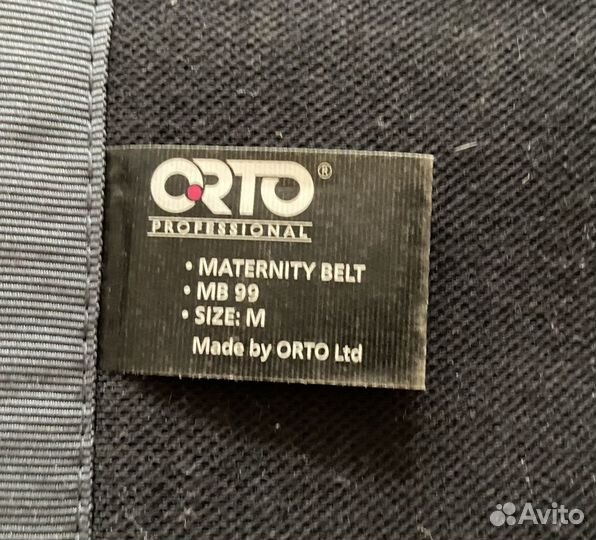 ORTO®
PROFESSIONAL
• MATERNITY BELT
• MB 99
• SIZE: M
Made by ORTO Ltd
Avito